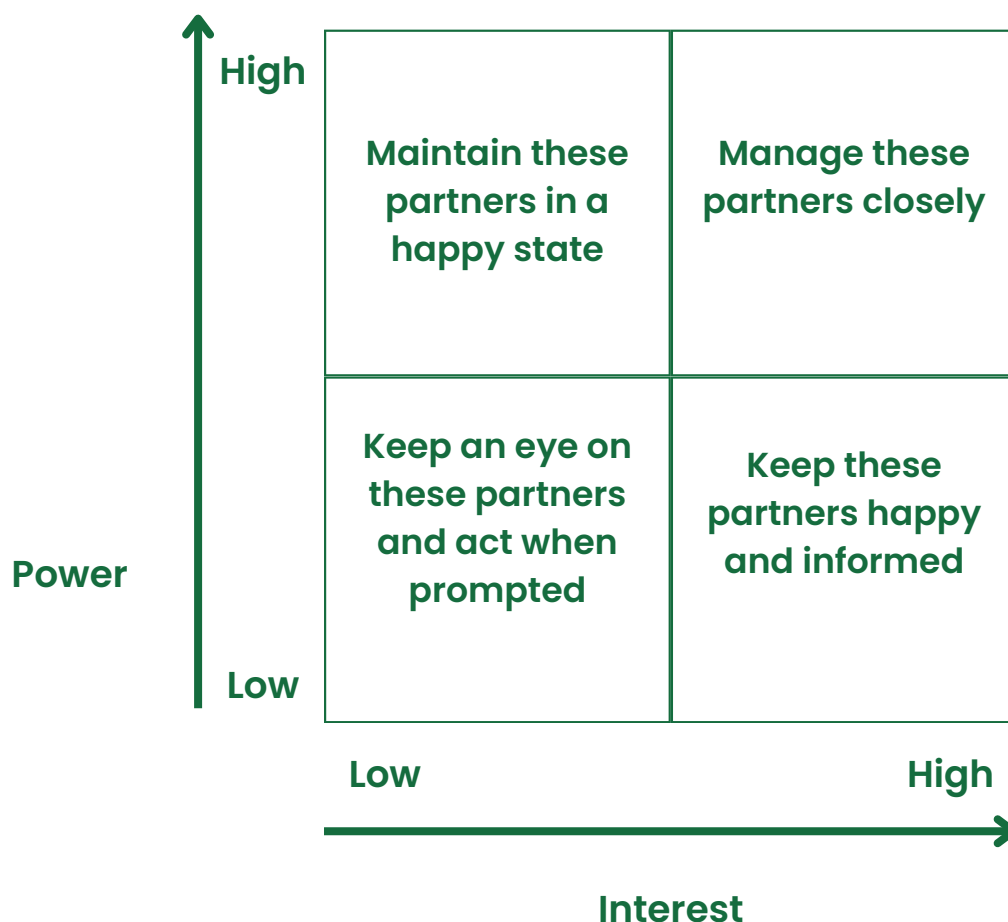 High
Maintain these
partners in a
happy state
Manage these
partners closely
Keep an eye on
these partners
and act when
prompted
Keep these
partners happy
and informed
Power
Low
Low
High
Interest